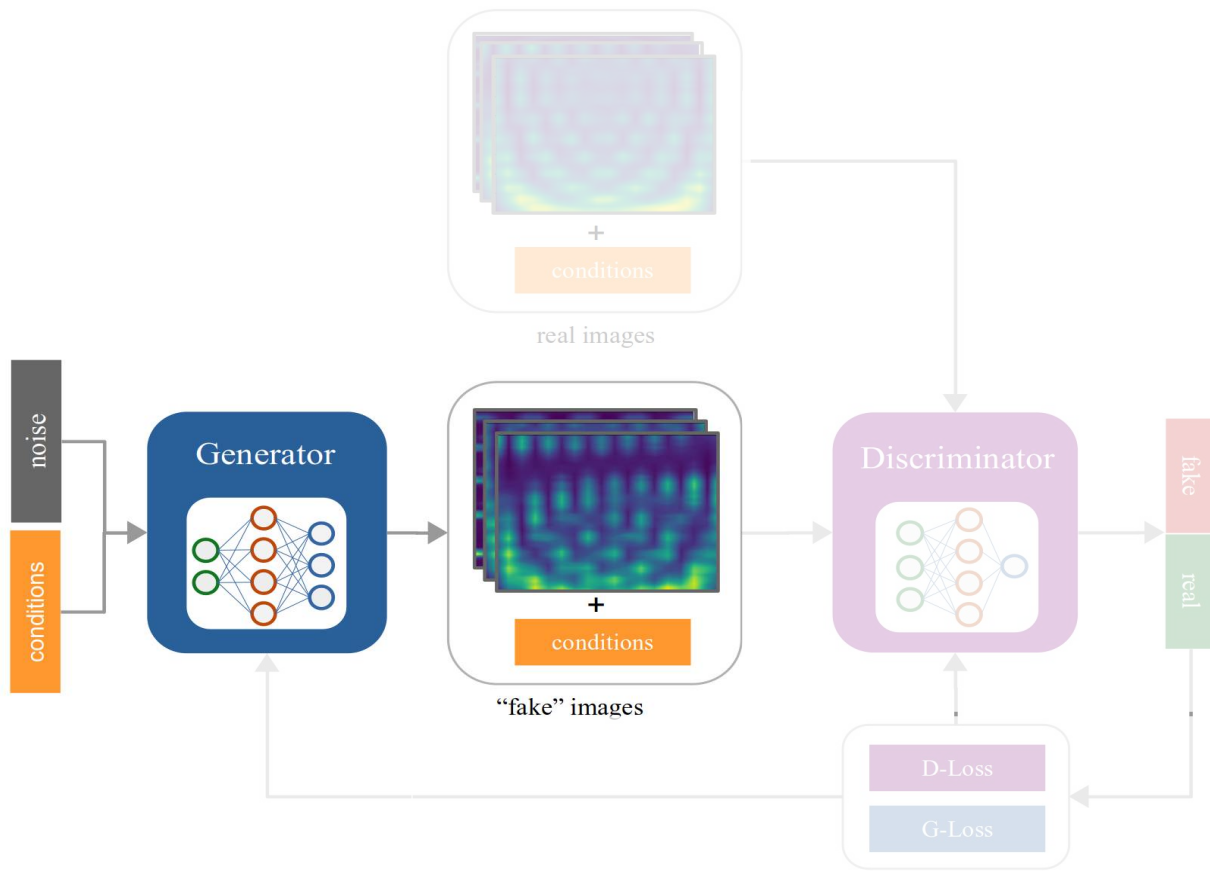 +
conditions
real images
noise
conditions
Generator
+
conditions
“fake” images
Discriminator
fake
real
D-Loss
G-Loss